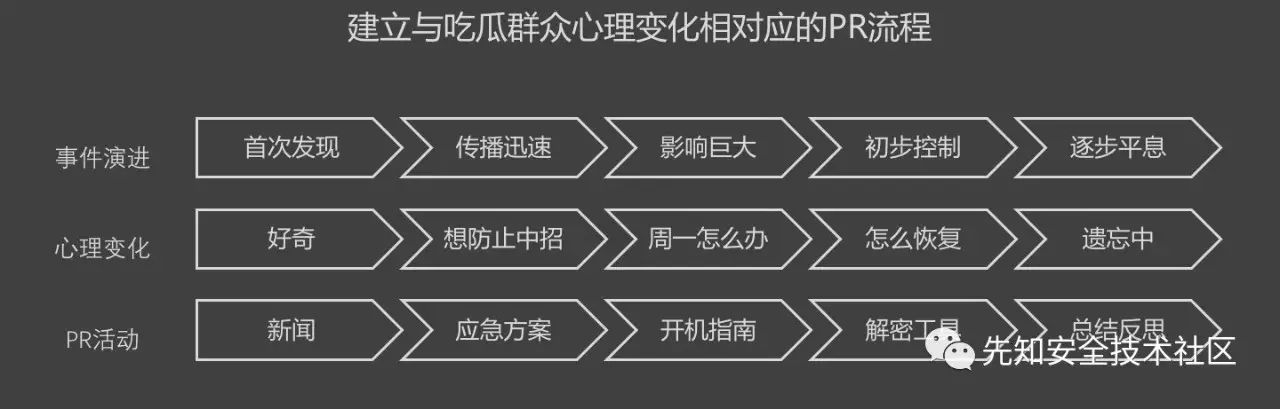 建立与吃瓜群众心理变化相对应的PR流程
事件演进 首次发现 传播迅速 影响巨大 初步控制 逐步平息
心理变化 好奇 想防止中招 周一怎么办 怎么恢复 遗忘中
PR活动 新闻 应急方案 开机指南 解密工具 总结反思
先知安全技术社区